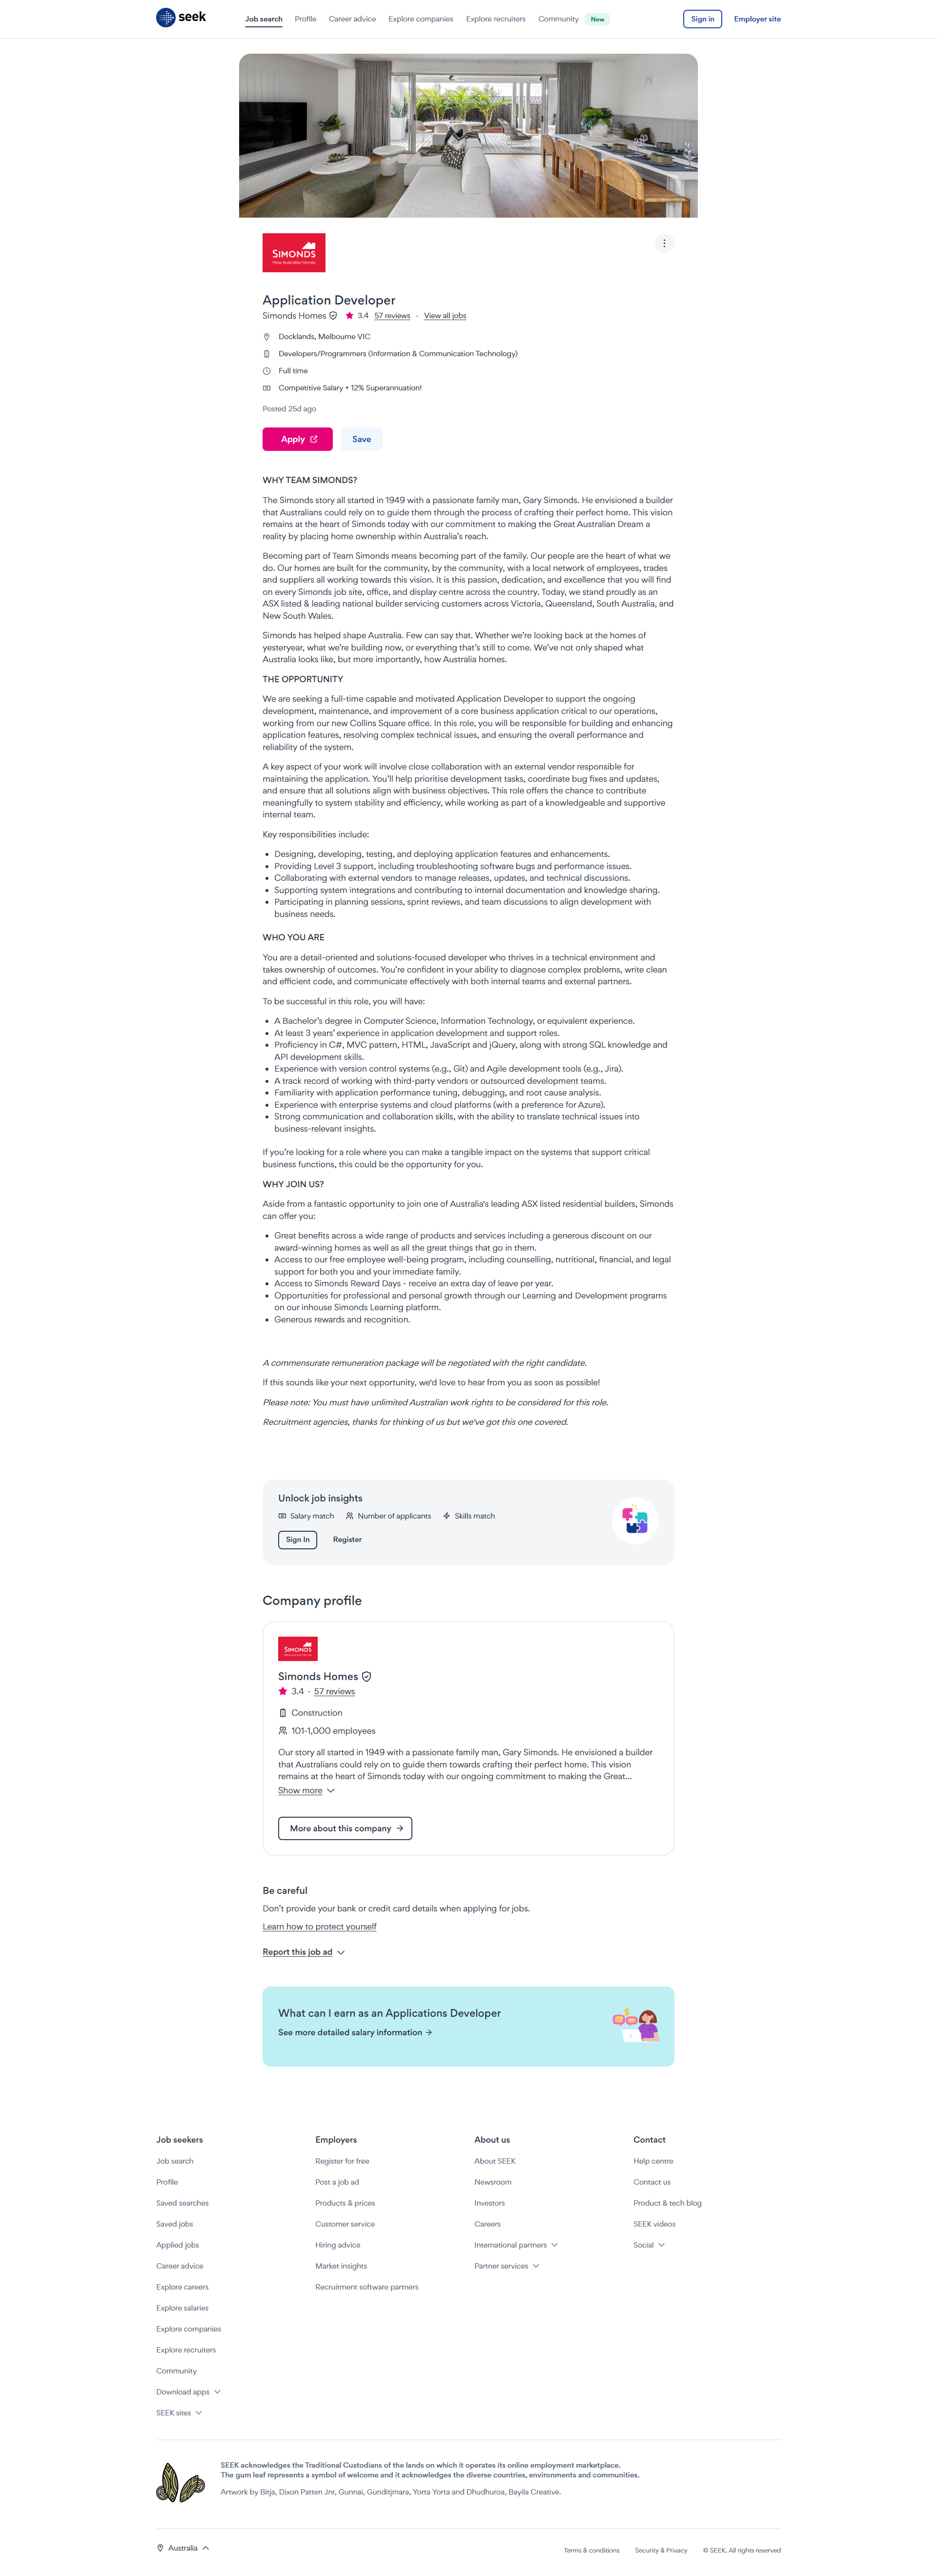 seek
Job search Profile Career advice Explore companies Explore recruiters Community New
Sign in Employer site
SIMONDS
How Australia Homes.
Application Developer
Simonds Homes 3.4 57 reviews · View all jobs
Docklands, Melbourne VIC
Developers/Programmers (Information & Communication Technology)
Full time
Competitive Salary + 12% Superannuation!
Posted 25d ago
Apply Save
WHY TEAM SIMONDS?
The Simonds story all started in 1949 with a passionate family man, Gary Simonds. He envisioned a builder
that Australians could rely on to guide them through the process of crafting their perfect home. This vision
remains at the heart of Simonds today with our commitment to making the Great Australian Dream a
reality by placing home ownership within Australia's reach.
Becoming part of Team Simonds means becoming part of the family. Our people are the heart of what we
do. Our homes are built for the community, by the community, with a local network of employees, trades
and suppliers all working towards this vision. It is this passion, dedication, and excellence that you will find
on every Simonds job site, office, and display centre across the country. Today, we stand proudly as an
ASX listed & leading national builder servicing customers across Victoria, Queensland, South Australia, and
New South Wales.
Simonds has helped shape Australia. Few can say that. Whether we're looking back at the homes of
yesteryear, what we're building now, or everything that's still to come. We've not only shaped what
Australia looks like, but more importantly, how Australia homes.
THE OPPORTUNITY
We are seeking a full-time capable and motivated Application Developer to support the ongoing
development, maintenance, and improvement of a core business application critical to our operations,
working from our new Collins Square office. In this role, you will be responsible for building and enhancing
application features, resolving complex technical issues, and ensuring the overall performance and
reliability of the system.
A key aspect of your work will involve close collaboration with an external vendor responsible for
maintaining the application. You'll help prioritise development tasks, coordinate bug fixes and updates,
and ensure that all solutions align with business objectives. This role offers the chance to contribute
meaningfully to system stability and efficiency, while working as part of a knowledgeable and supportive
internal team.
Key responsibilities include:
• Designing, developing, testing, and deploying application features and enhancements.
• Providing Level 3 support, including troubleshooting software bugs and performance issues.
• Collaborating with external vendors to manage releases, updates, and technical discussions.
• Supporting system integrations and contributing to internal documentation and knowledge sharing.
• Participating in planning sessions, sprint reviews, and team discussions to align development with
business needs.
WHO YOU ARE
You are a detail-oriented and solutions-focused developer who thrives in a technical environment and
takes ownership of outcomes. You're confident in your ability to diagnose complex problems, write clean
and efficient code, and communicate effectively with both internal teams and external partners.
To be successful in this role, you will have:
• A Bachelor's degree in Computer Science, Information Technology, or equivalent experience.
• At least 3 years' experience in application development and support roles.
• Proficiency in C#, MVC pattern, HTML, JavaScript and jQuery, along with strong SQL knowledge and
API development skills.
• Experience with version control systems (e.g., Git) and Agile development tools (e.g., Jira).
• A track record of working with third-party vendors or outsourced development teams.
• Familiarity with application performance tuning, debugging, and root cause analysis.
• Experience with enterprise systems and cloud platforms (with a preference for Azure).
• Strong communication and collaboration skills, with the ability to translate technical issues into
business-relevant insights.
If you're looking for a role where you can make a tangible impact on the systems that support critical
business functions, this could be the opportunity for you.
WHY JOIN US?
Aside from a fantastic opportunity to join one of Australia's leading ASX listed residential builders, Simonds
can offer you:
• Great benefits across a wide range of products and services including a generous discount on our
award-winning homes as well as all the great things that go in them.
• Access to our free employee well-being program, including counselling, nutritional, financial, and legal
support for both you and your immediate family.
• Access to Simonds Reward Days - receive an extra day of leave per year.
• Opportunities for professional and personal growth through our Learning and Development programs
on our inhouse Simonds Learning platform.
• Generous rewards and recognition.
A commensurate remuneration package will be negotiated with the right candidate.
If this sounds like your next opportunity, we'd love to hear from you as soon as possible!
Please note: You must have unlimited Australian work rights to be considered for this role.
Recruitment agencies, thanks for thinking of us but we've got this one covered.
Unlock job insights
Salary match Number of applicants Skills match
Sign In Register
Company profile
SIMONDS
Simonds Homes
3.4 · 57 reviews
Construction
101-1,000 employees
Our story all started in 1949 with a passionate family man, Gary Simonds. He envisioned a builder
that Australians could rely on to guide them towards crafting their perfect home. This vision
remains at the heart of Simonds today with our ongoing commitment to making the Great...
Show more
More about this company
Be careful
Don't provide your bank or credit card details when applying for jobs.
Learn how to protect yourself
Report this job ad
What can I earn as an Applications Developer
See more detailed salary information
Job seekers Employers About us Contact
Job search Register for free About SEEK Help centre
Profile Post a job ad Newsroom Contact us
Saved searches Products & prices Investors Product & tech blog
Saved jobs Customer service Careers SEEK videos
Applied jobs Hiring advice International partners Social
Career advice Market insights Partner services
Explore careers Recruitment software partners
Explore salaries
Explore companies
Explore recruiters
Community
Download apps
SEEK sites
SEEK acknowledges the Traditional Custodians of the lands on which it operates its online employment marketplace.
The gum leaf represents a symbol of welcome and it acknowledges the diverse countries, environments and communities.
Artwork by Bitja, Dixon Patten Jnr, Gunnai, Gunditjmara, Yorta Yorta and Dhudhuroa, Bayila Creative.
Australia
Terms & conditions Security & Privacy © SEEK. All rights reserved